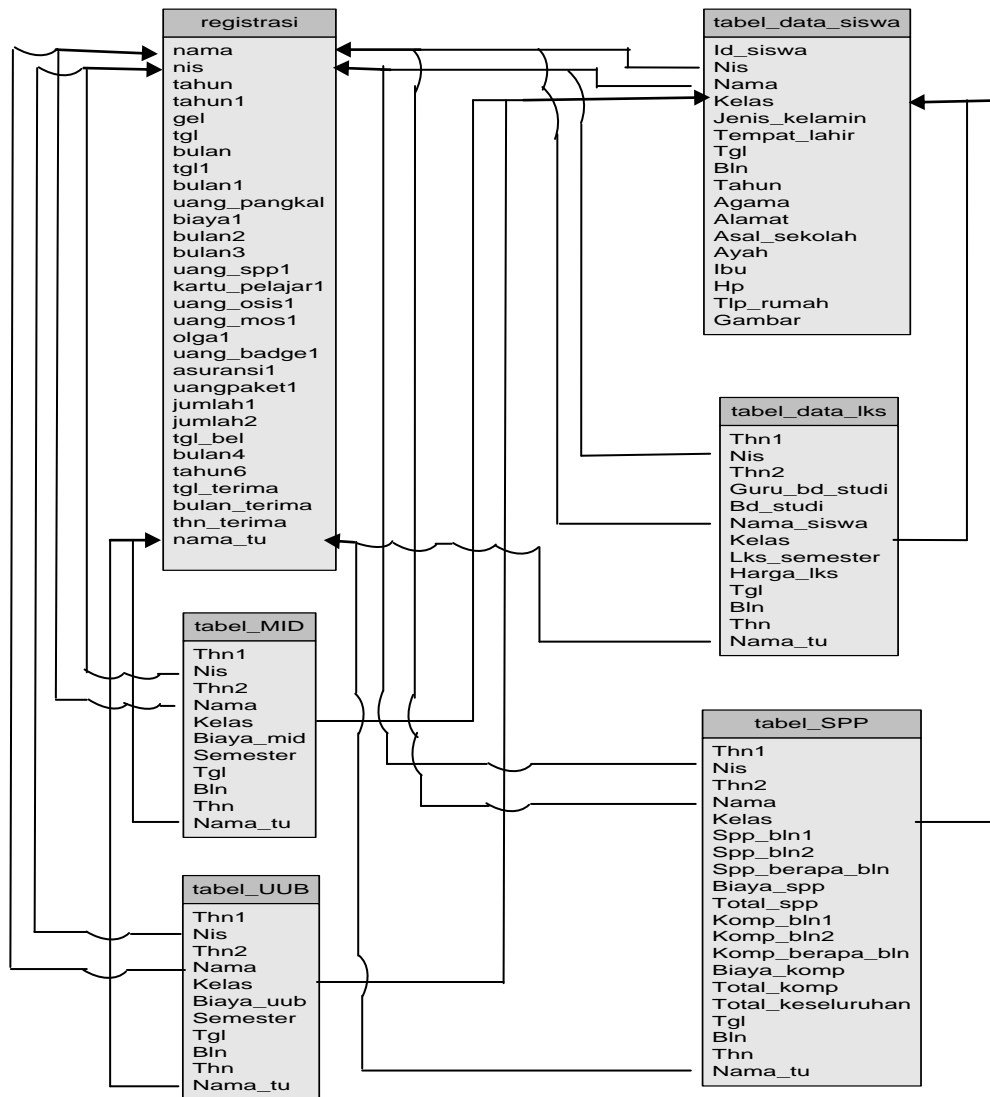 registrasi
nama
nis
tahun
tahun1
gel
tgl
bulan
tgl1
bulan1
uang_pangkal
biaya1
bulan2
bulan3
uang_spp1
kartu_pelajar1
uang_osis1
uang_mos1
olga1
uang_badge1
asuransi1
uangpaket1
jumlah1
jumlah2
tgl_bel
bulan4
tahun6
tgl_terima
bulan_terima
thn_terima
nama_tu
tabel_data_siswa
Id_siswa
Nis
Nama
Kelas
Jenis_kelamin
Tempat_lahir
Tgl
Bln
Tahun
Agama
Alamat
Asal_sekolah
Ayah
Ibu
Hp
Tlp_rumah
Gambar
tabel_data_lks
Thn1
Nis
Thn2
Guru_bd_studi
Bd_studi
Nama_siswa
Kelas
Lks_semester
Harga_lks
Tgl
Bln
Thn
Nama_tu
tabel_MID
Thn1
Nis
Thn2
Nama
Kelas
Biaya_mid
Semester
Tgl
Bln
Thn
Nama_tu
tabel_SPP
Thn1
Nis
Thn2
Nama
Kelas
Spp_bln1
Spp_bln2
Spp_berapa_bln
Biaya_spp
Total_spp
Komp_bln1
Komp_bln2
Komp_berapa_bln
Biaya_komp
Total_komp
Total_keseluruhan
Tgl
Bln
Thn
Nama_tu
tabel_UUB
Thn1
Nis
Thn2
Nama
Kelas
Biaya_uub
Semester
Tgl
Bln
Thn
Nama_tu